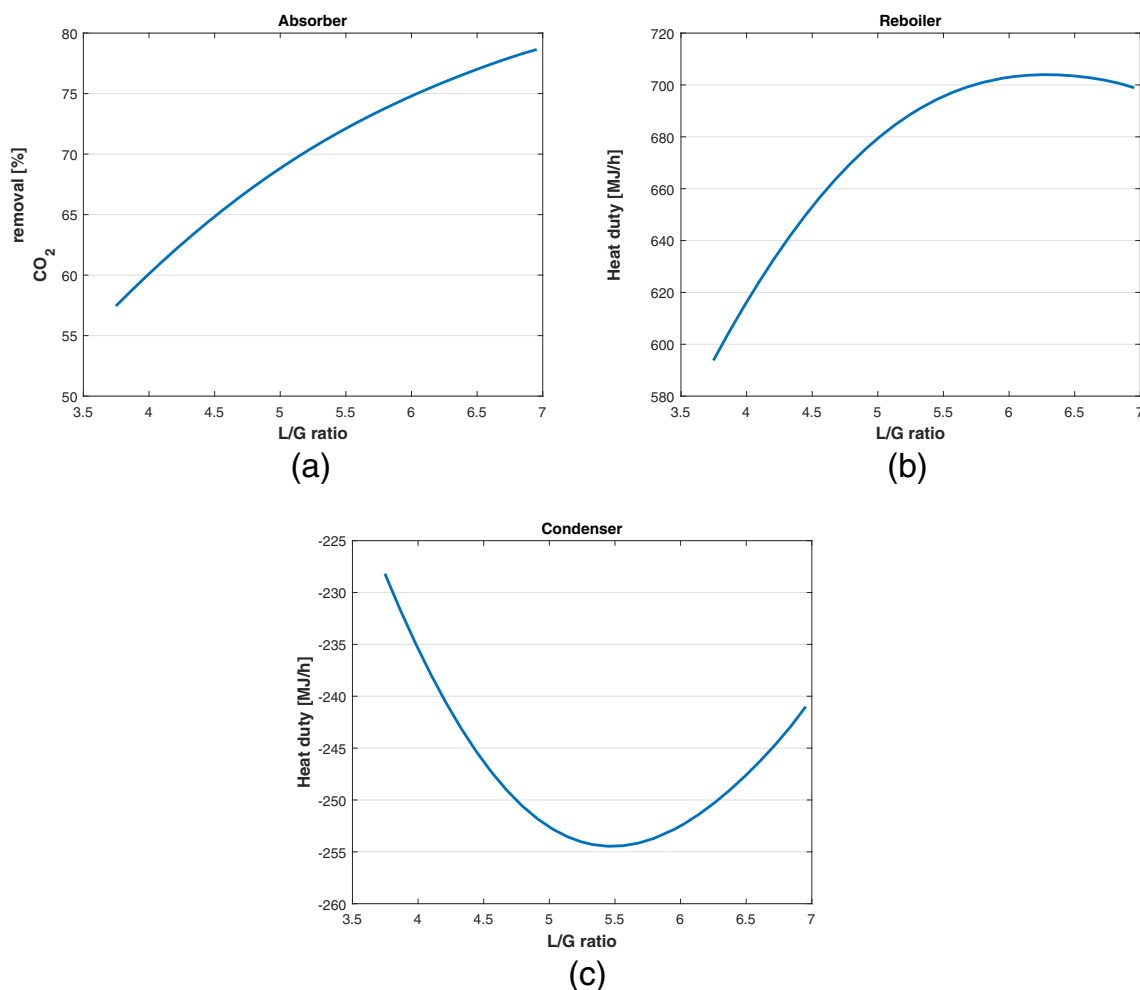 Absorber
CO2 removal [%]
80
75
70
65
60
55
50
3.5 4 4.5 5 5.5 6 6.5 7
L/G ratio
(a)
Reboiler
Heat duty [MJ/h]
720
700
680
660
640
620
600
580
3.5 4 4.5 5 5.5 6 6.5 7
L/G ratio
(b)
Condenser
Heat duty [MJ/h]
-225
-230
-235
-240
-245
-250
-255
-260
3.5 4 4.5 5 5.5 6 6.5 7
L/G ratio
(c)